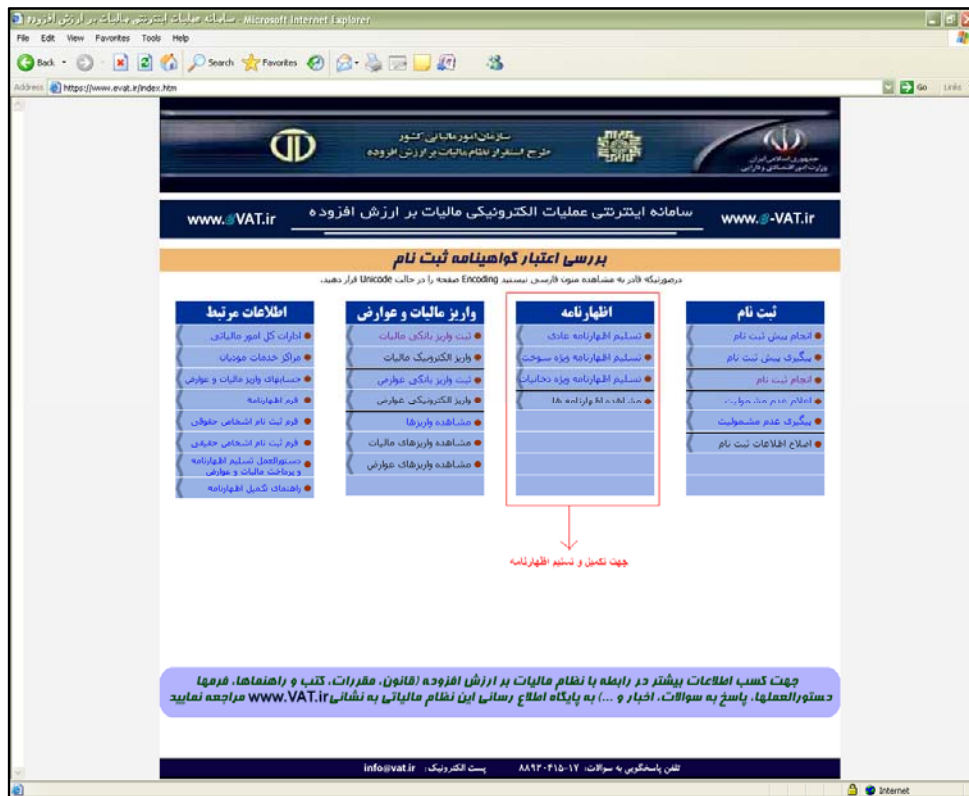 سامانه عملیات اینترنتی مالیات بر ارزش افزوده - Microsoft Internet Explorer
File Edit View Favorites Tools Help
Back Search Favorites
Address https://www.evat.ir/index.htm Go Links
جمهوری اسلامی ایران
وزارت امور اقتصادی و دارایی
سازمان امور مالیاتی کشور
طرح استقرار نظام مالیات بر ارزش افزوده
www.e-VAT.ir
سامانه اینترنتی عملیات الکترونیکی مالیات بر ارزش افزوده
www.eVAT.ir
بررسی اعتبار گواهینامه ثبت نام
درصورتیکه قادر به مشاهده متون فارسی نیستید Encoding صفحه را در حالت Unicode قرار دهید.
ثبت نام
انجام پیش ثبت نام
پیگیری پیش ثبت نام
انجام ثبت نام
اعلام عدم مشمولیت
پیگیری عدم مشمولیت
اصلاح اطلاعات ثبت نام
اظهارنامه
تسلیم اظهارنامه عادی
تسلیم اظهارنامه ویژه سوخت
تسلیم اظهارنامه ویژه دخانیات
مشاهده اظهارنامه ها
واریز مالیات و عوارض
ثبت واریز بانکی مالیات
واریز الکترونیک مالیات
ثبت واریز بانکی عوارض
واریز الکترونیکی عوارض
مشاهده واریزها
مشاهده واریزهای مالیات
مشاهده واریزهای عوارض
اطلاعات مرتبط
ادارات کل امور مالیاتی
مراکز خدمات مودیان
حسابهای واریز مالیات و عوارض
فرم اظهارنامه
فرم ثبت نام اشخاص حقوقی
فرم ثبت نام اشخاص حقیقی
دستورالعمل تسلیم اظهارنامه
و پرداخت مالیات و عوارض
راهنمای تکمیل اظهارنامه
جهت تکمیل و تسلیم اظهارنامه
جهت کسب اطلاعات بیشتر در رابطه با نظام مالیات بر ارزش افزوده (قانون، مقررات، کتب و راهنماها، فرمها
دستورالعملها، پاسخ به سوالات، اخبار و ...) به پایگاه اطلاع رسانی این نظام مالیاتی به نشانی www.VAT.ir مراجعه نمایید
تلفن پاسخگویی به سوالات: ۱۷-۸۸۹۳۰۴۱۵ پست الکترونیک: info@vat.ir
Internet